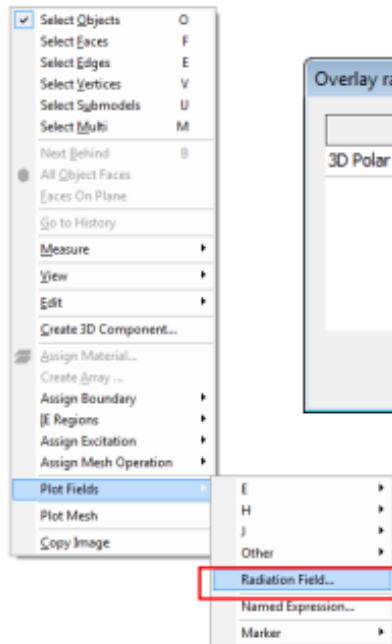 Select Objects O
Select Faces F
Select Edges E
Select Vertices V
Select Submodels U
Select Multi M
Next Behind B
All Object Faces
Faces On Plane
Go to History
Measure
View
Edit
Create 3D Component...
Assign Material...
Create Array ...
Assign Boundary
IE Regions
Assign Excitation
Assign Mesh Operation
Plot Fields
Plot Mesh
Copy Image
E
H
J
Other
Radiation Field...
Named Expression...
Marker
Overlay ra
3D Polar